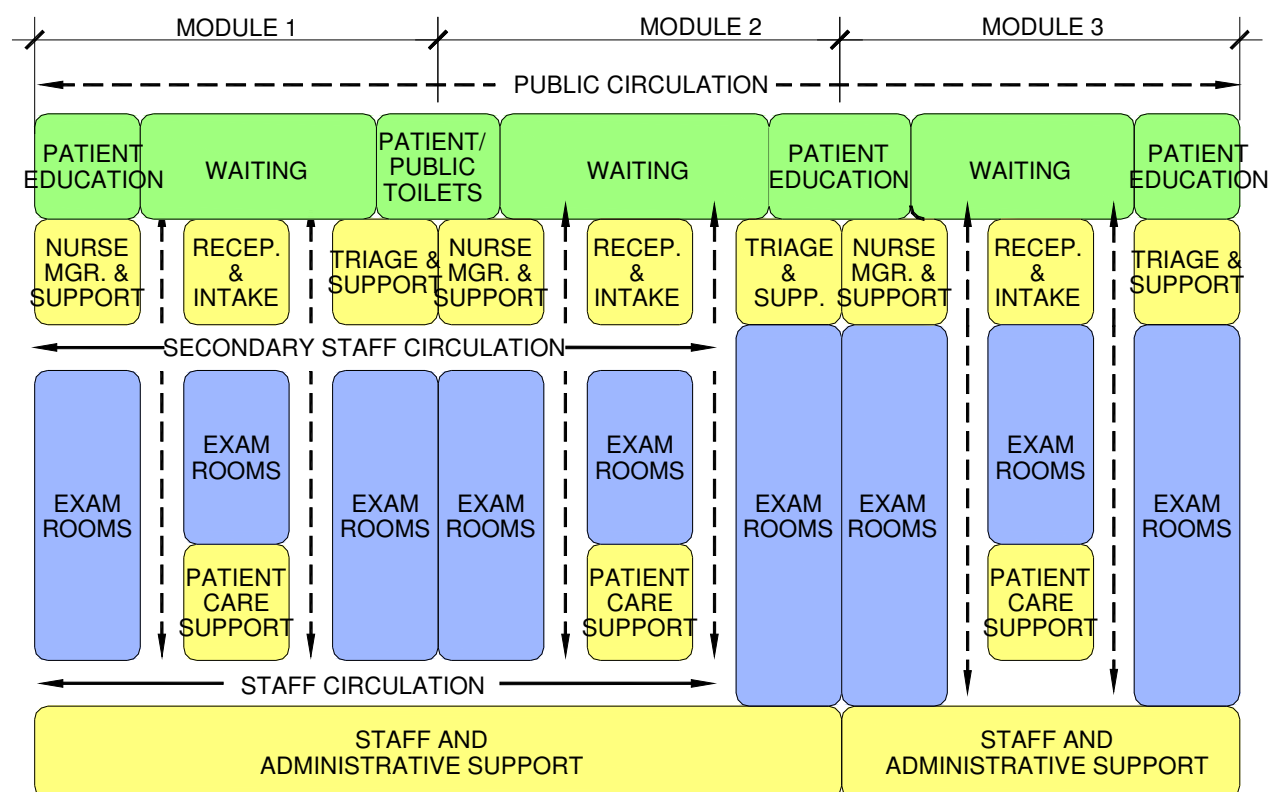 MODULE 1
MODULE 2
MODULE 3
PUBLIC CIRCULATION
PATIENT
EDUCATION
WAITING
PATIENT/
PUBLIC
TOILETS
WAITING
PATIENT
EDUCATION
WAITING
PATIENT
EDUCATION
NURSE
MGR. &
SUPPORT
RECEP.
&
INTAKE
TRIAGE &
SUPPORT
NURSE
MGR. &
SUPPORT
RECEP.
&
INTAKE
TRIAGE
&
SUPP.
NURSE
MGR. &
SUPPORT
RECEP.
&
INTAKE
TRIAGE &
SUPPORT
SECONDARY STAFF CIRCULATION
EXAM
ROOMS
EXAM
ROOMS
EXAM
ROOMS
EXAM
ROOMS
EXAM
ROOMS
EXAM
ROOMS
EXAM
ROOMS
EXAM
ROOMS
EXAM
ROOMS
PATIENT
CARE
SUPPORT
PATIENT
CARE
SUPPORT
PATIENT
CARE
SUPPORT
STAFF CIRCULATION
STAFF AND
ADMINISTRATIVE SUPPORT
STAFF AND
ADMINISTRATIVE SUPPORT